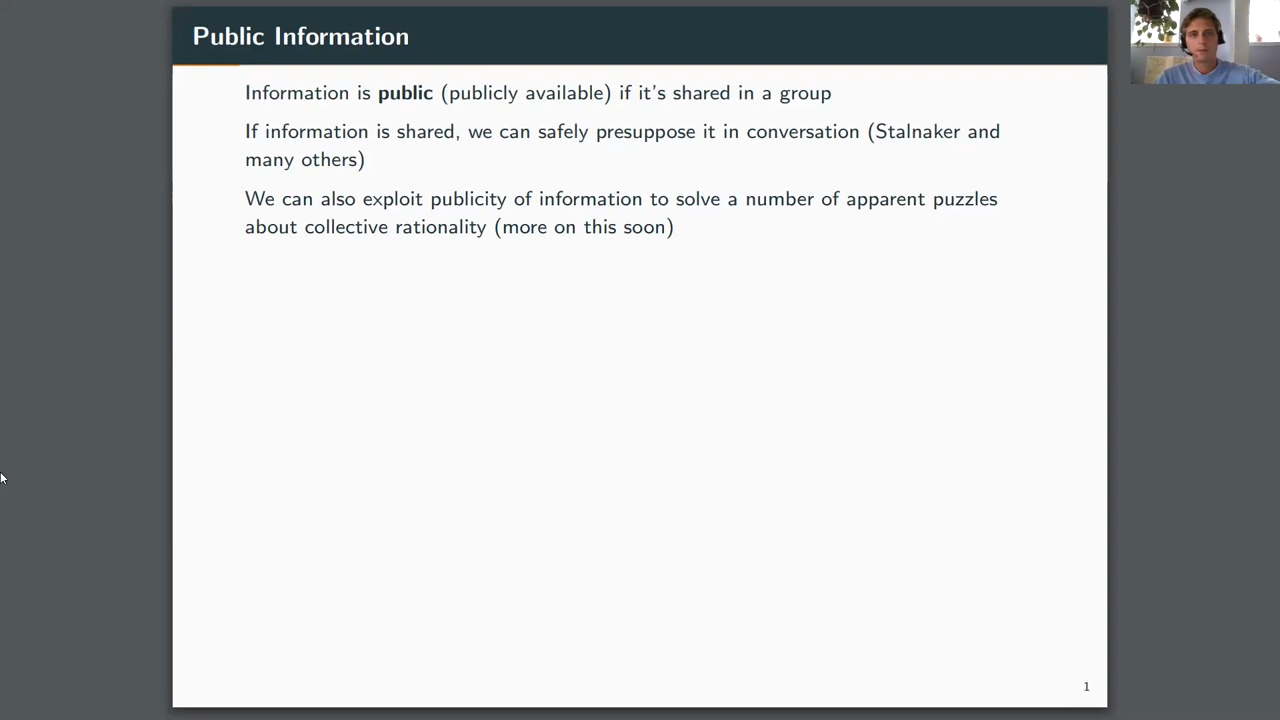 Public Information
Information is public (publicly available) if it's shared in a group
If information is shared, we can safely presuppose it in conversation (Stalnaker and
many others)
We can also exploit publicity of information to solve a number of apparent puzzles
about collective rationality (more on this soon)
1